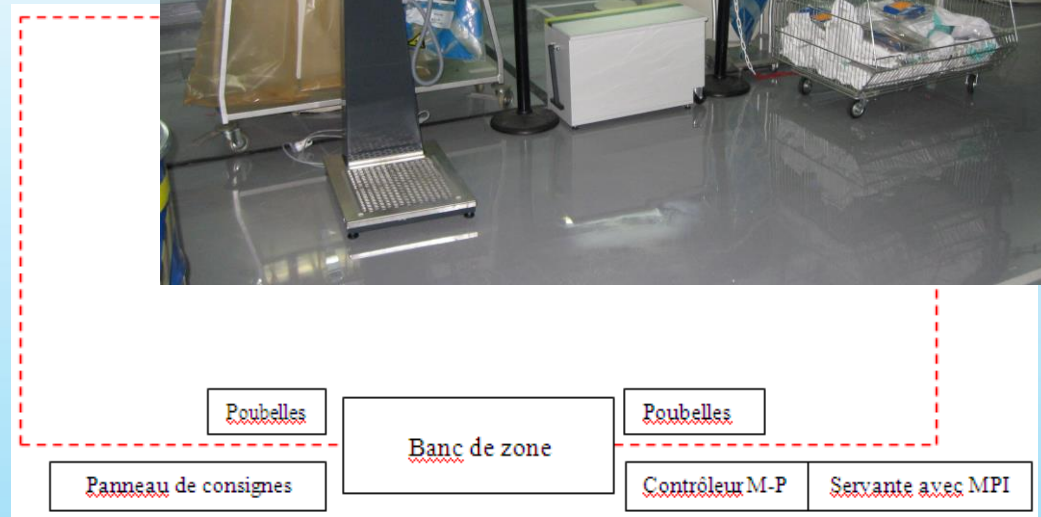 Poubelles
Poubelles
Banc de zone
Panneau de consignes
Contrôleur M-P
Servante avec MPI